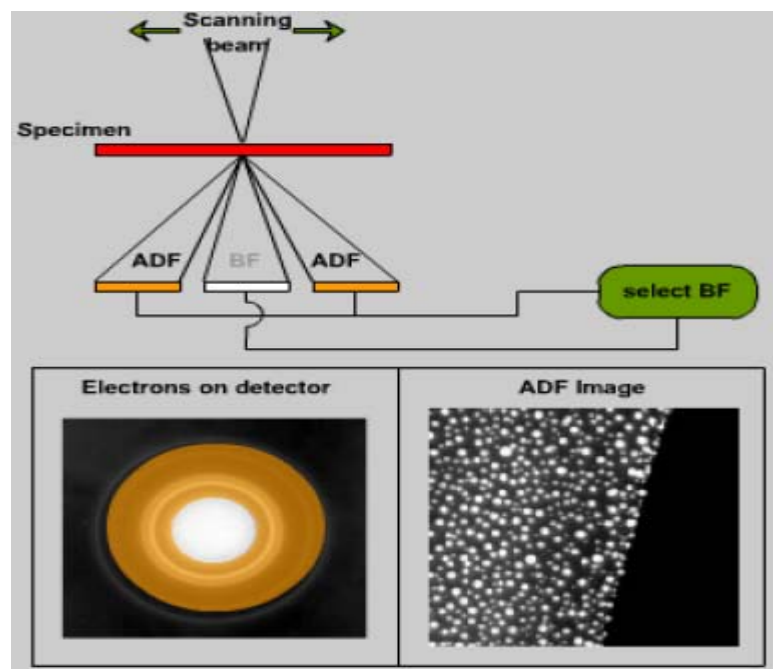 Scanning
beam
Specimen
ADF BF ADF
select BF
Electrons on detector
ADF Image